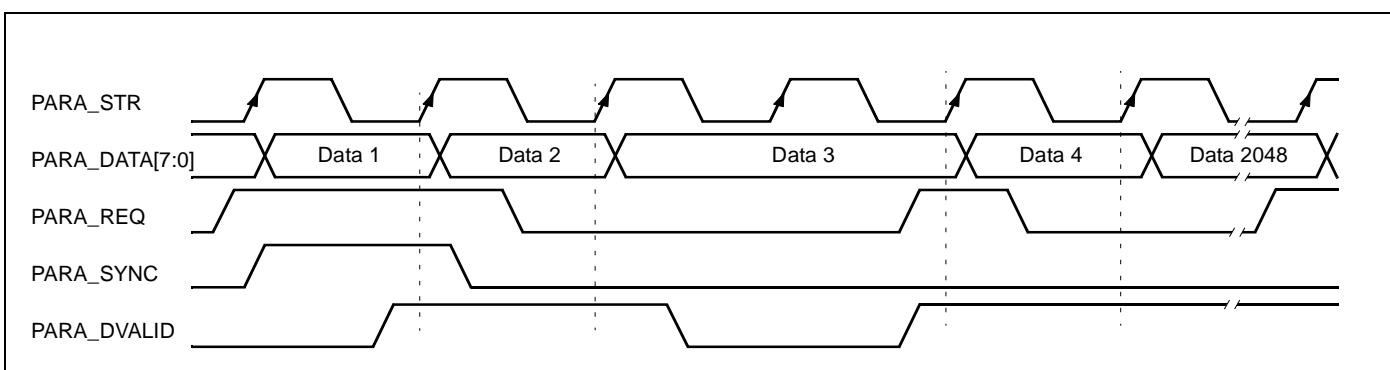 PARA_STR
PARA_DATA[7:0]
Data 1
Data 2
Data 3
Data 4
Data 2048
PARA_REQ
PARA_SYNC
PARA_DVALID